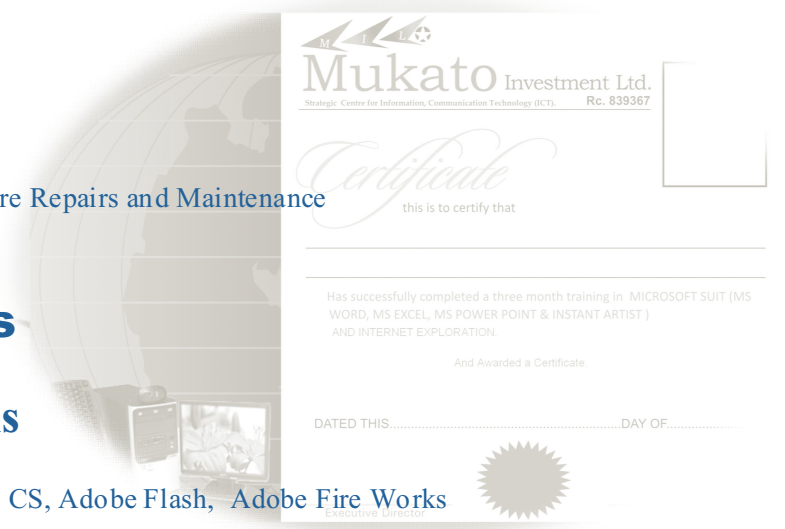 M I L
Mukato Investment Ltd.
Strategic Centre for Information, Communication Technology (ICT). Rc. 839367
Certificate
re Repairs and Maintenance
this is to certify that
Has successfully completed a three month training in MICROSOFT SUIT (MS
WORD, MS EXCEL, MS POWER POINT & INSTANT ARTIST )
AND INTERNET EXPLORATION.
s
And Awarded a Certificate
s
DATED THIS..........................................................DAY OF.................
CS, Adobe Flash, Adobe Fire Works
Executive Director